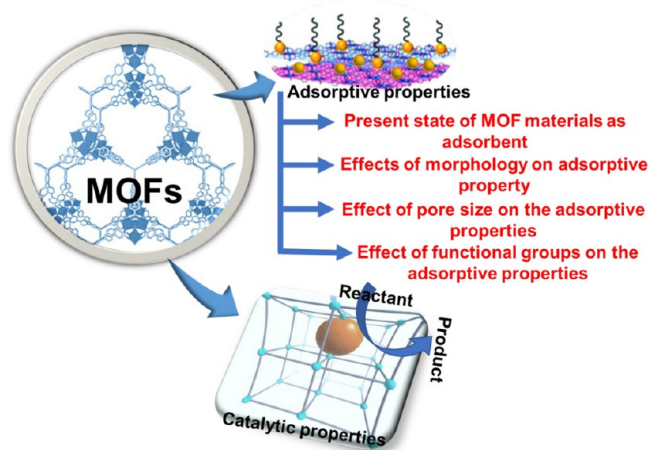 MOFs
Adsorptive properties
Present state of MOF materials as
adsorbent
Effects of morphology on adsorptive
property
Effect of pore size on the adsorptive
properties
Effect of functional groups on the
adsorptive properties
Reactant
Product
Catalytic properties